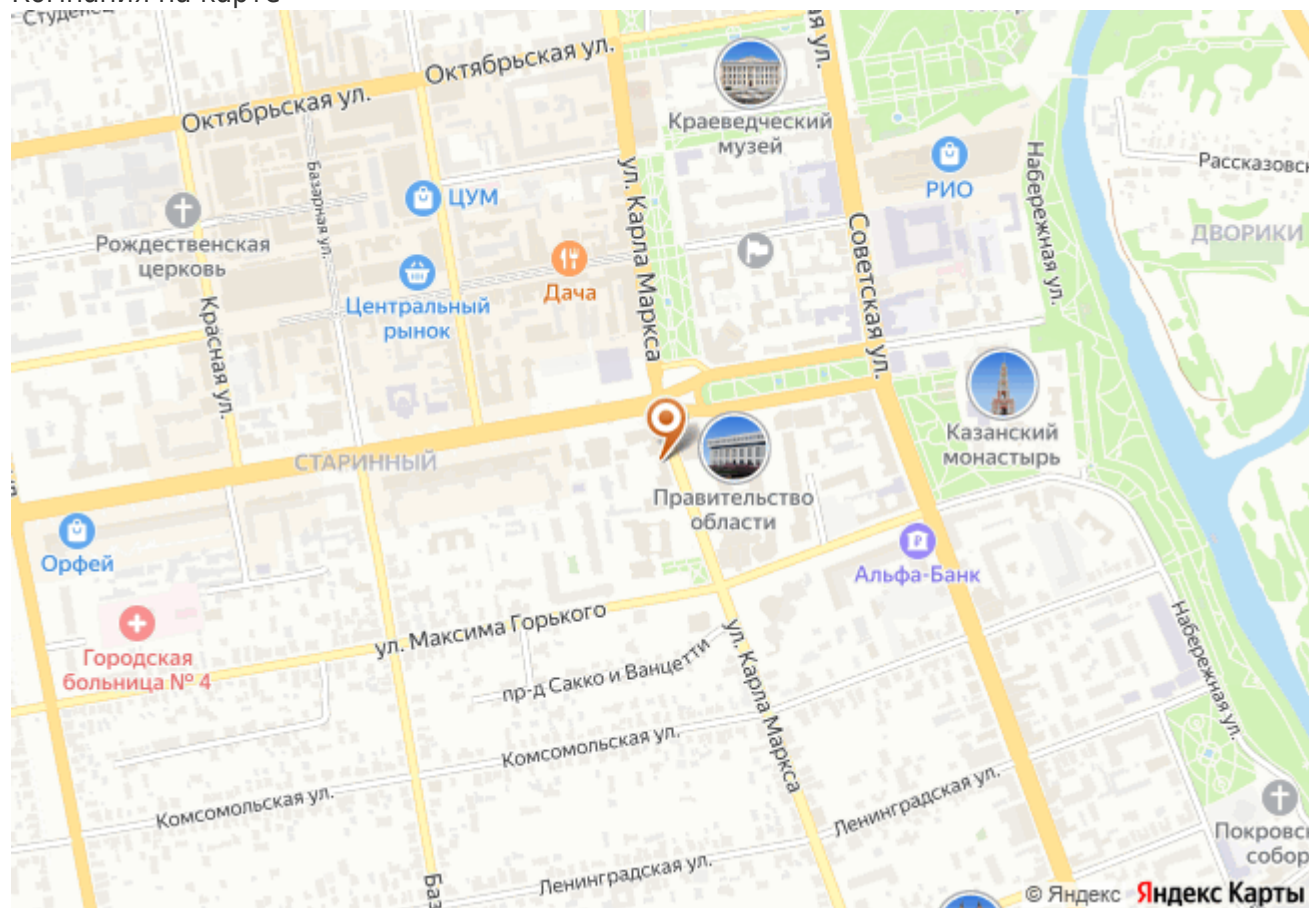 Компания на карте
Октябрьская ул.
Октябрьская ул.
Краеведческий
музей
Базарная ул.
ЦУМ
ул. Карла Маркса
РИО
Набережная ул.
ДВОРИКИ
Рождественская
церковь
Центральный
рынок
Дача
Советская ул.
Красная ул.
СТАРИННЫЙ
Казанский
монастырь
Правительство
области
Орфей
Альфа-Банк
Городская
больница № 4
ул. Максима Горького
пр-д Сакко и Ванцетти
ул. Карла Маркса
Набережная ул.
Комсомольская ул.
Комсомольская ул.
Ленинградская ул.
Ленинградская ул.
собор
© Яндекс Яндекс Карты